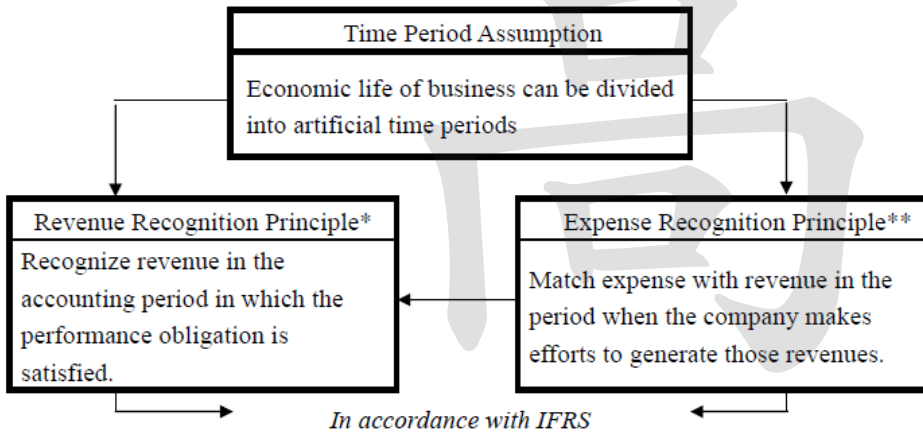 Time Period Assumption
Economic life of business can be divided
into artificial time periods
Revenue Recognition Principle*
Recognize revenue in the
accounting period in which the
performance obligation is
satisfied.
Expense Recognition Principle**
Match expense with revenue in the
period when the company makes
efforts to generate those revenues.
In accordance with IFRS